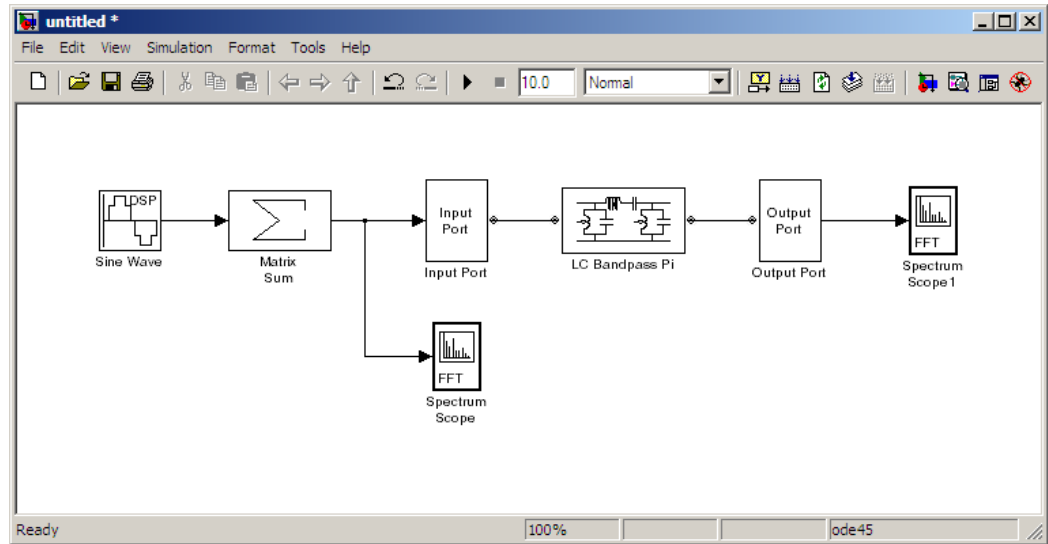 untitled *
File Edit View Simulation Format Tools Help
10.0 Normal
DSP
Sine Wave
Matrix
Sum
Input
Port
Input Port
LC Bandpass Pi
Output
Port
Output Port
FFT
Spectrum
Scope1
FFT
Spectrum
Scope
Ready 100% ode45